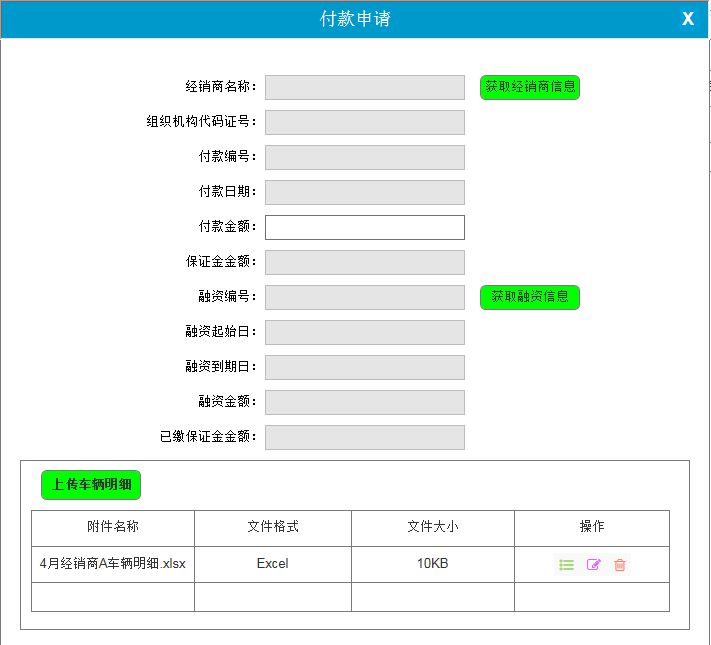 付款申请 X
经销商名称： 获取经销商信息
组织机构代码证号：
付款编号：
付款日期：
付款金额：
保证金金额：
融资编号： 获取融资信息
融资起始日：
融资到期日：
融资金额：
已缴保证金金额：
上传车辆明细
附件名称 文件格式 文件大小 操作
4月经销商A车辆明细.xlsx Excel 10KB